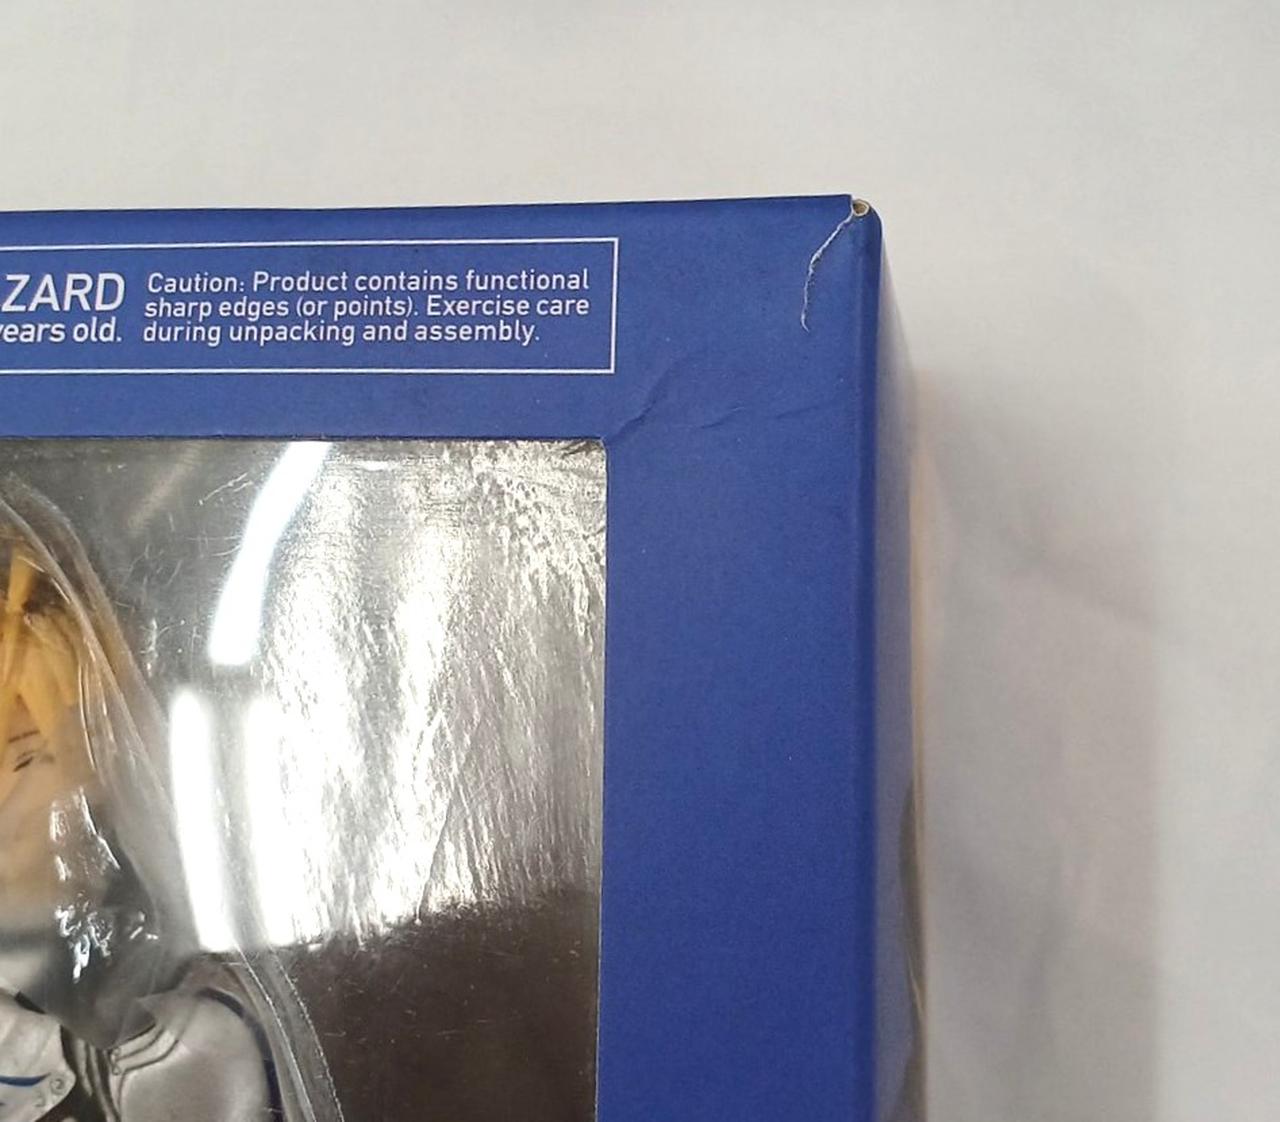 ZARD
years old.
Caution: Product contains functional
sharp edges (or points). Exercise care
during unpacking and assembly.